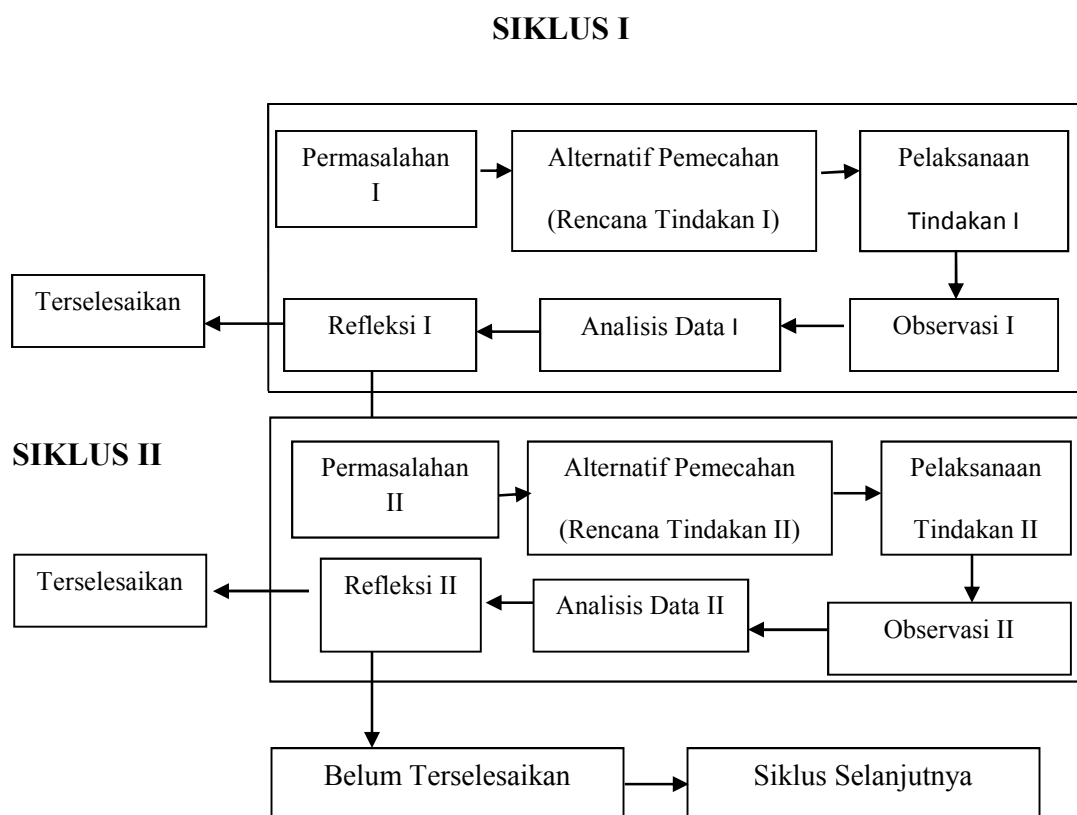 SIKLUS I
Permasalahan
I
Alternatif Pemecahan
(Rencana Tindakan I)
Pelaksanaan
Tindakan I
Terselesaikan
Refleksi I
Analisis Data I
Observasi I
SIKLUS II
Permasalahan
II
Alternatif Pemecahan
(Rencana Tindakan II)
Pelaksanaan
Tindakan II
Terselesaikan
Refleksi II
Analisis Data II
Observasi II
Belum Terselesaikan
Siklus Selanjutnya